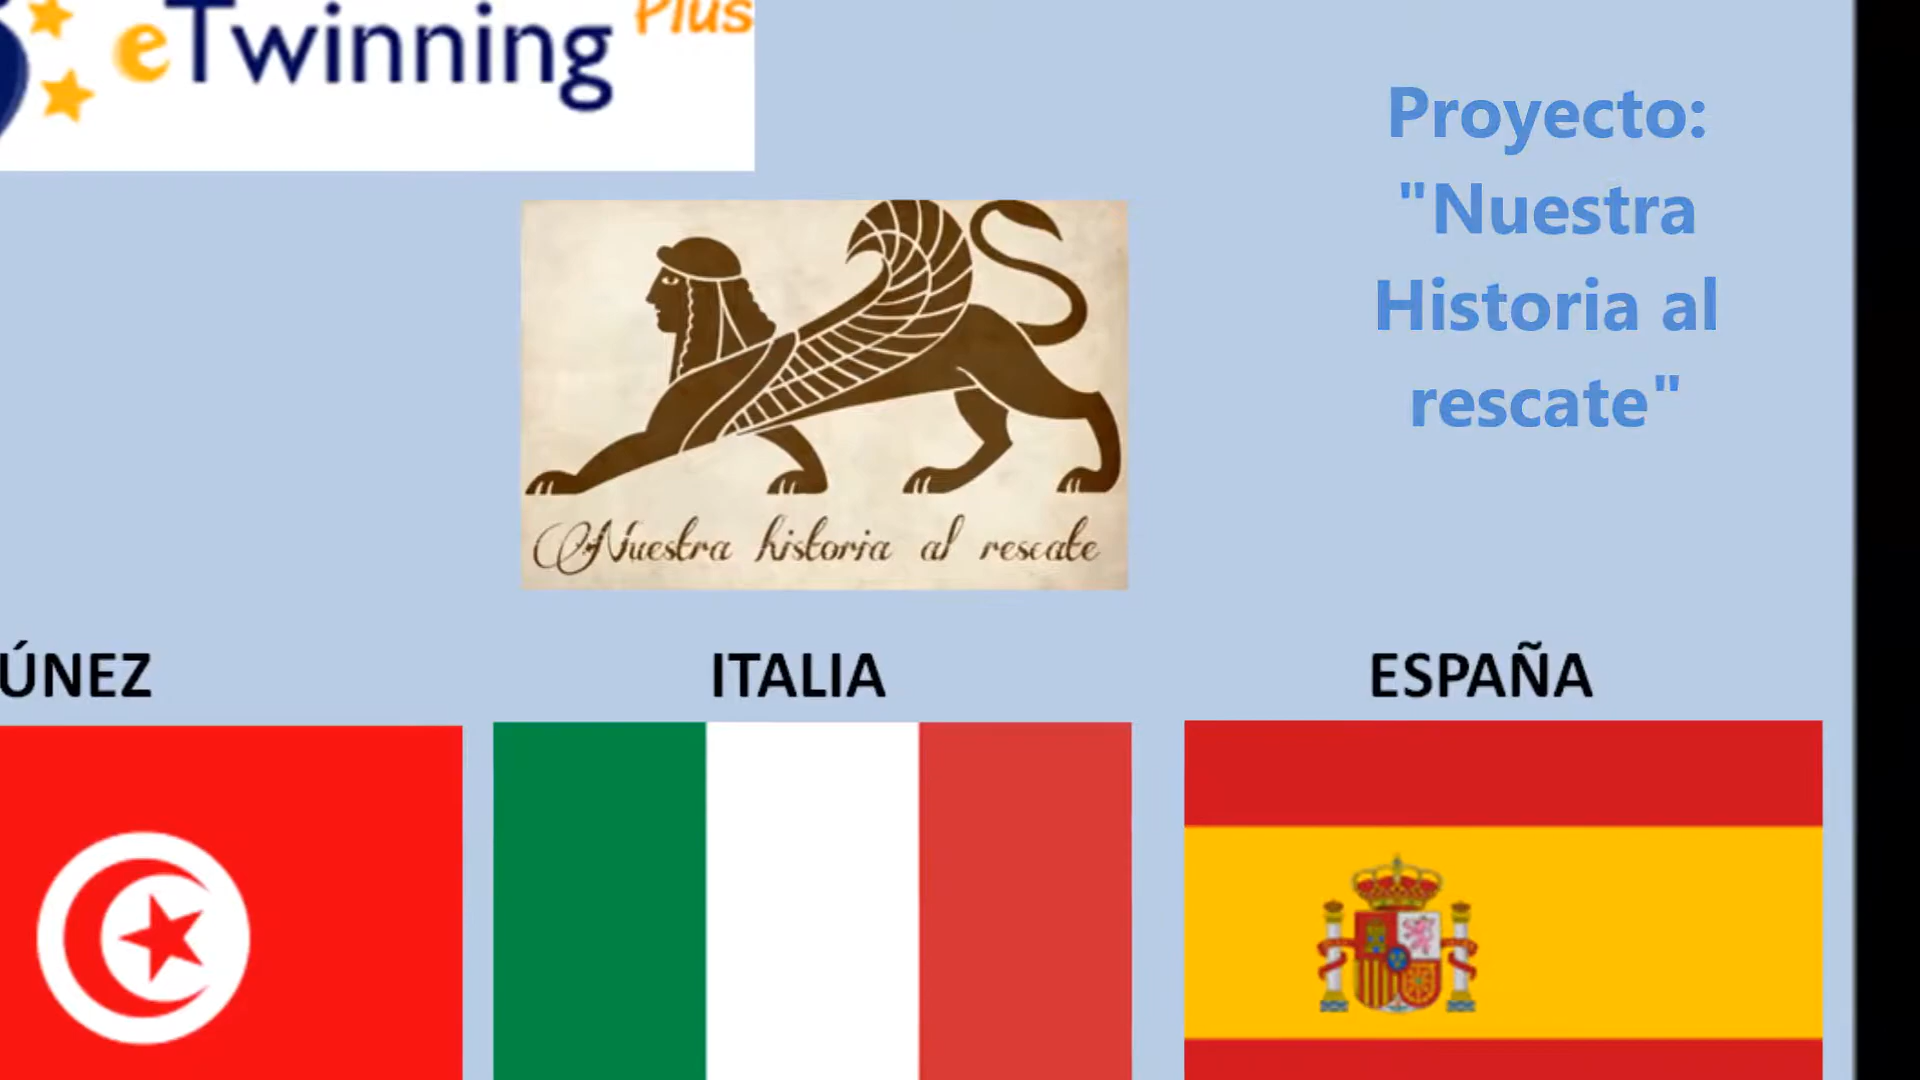 eTwinning Plus
Proyecto:
"Nuestra
Historia al
rescate"
Nuestra historia al rescate
ÚNEZ
ITALIA
ESPAÑA